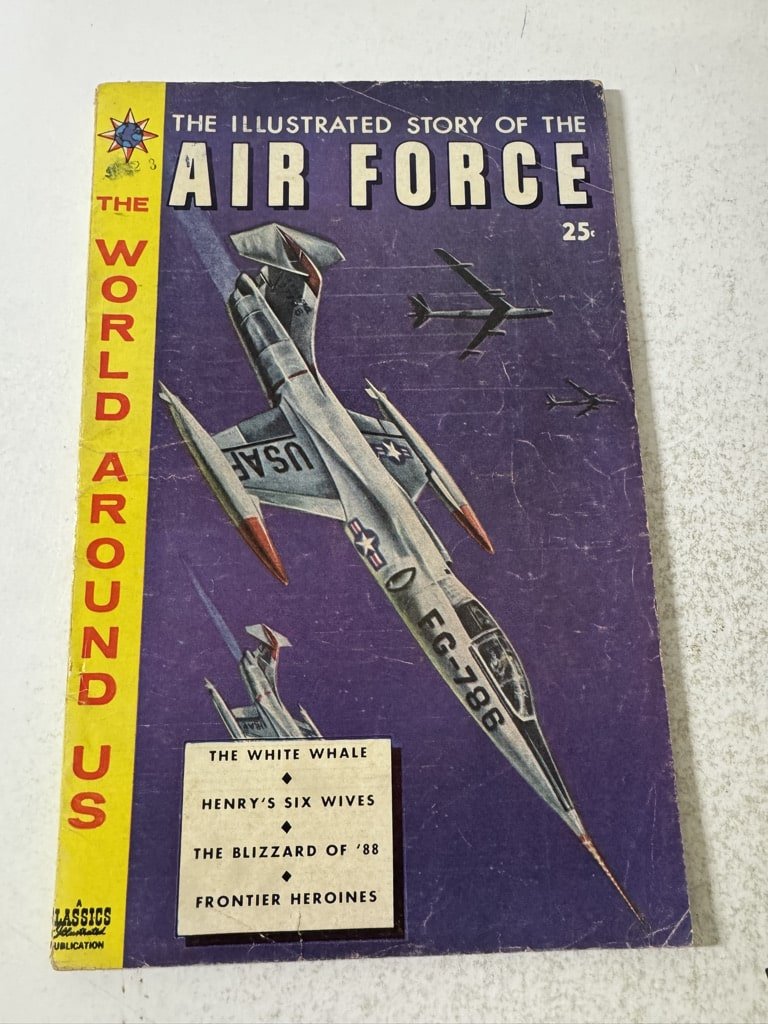 THE ILLUSTRATED STORY OF THE
AIR FORCE
25¢
THE WORLD AROUND US
USAF
FG-786
THE WHITE WHALE
HENRY'S SIX WIVES
THE BLIZZARD OF '88
FRONTIER HEROINES
A
CLASSICS
Illustrated
UBLICATION